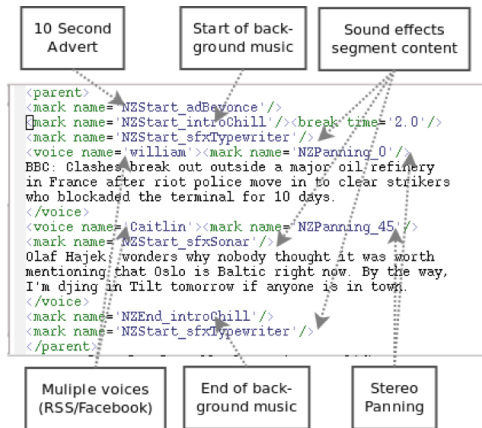 10 Second
Advert
Start of back-
ground music
Sound effects
segment content
<parent>
<mark name='NZStart_adBeyonce'/>
<mark name='NZStart_introChill'/><break time='2.0'/>
<mark name='NZStart_sfxTypewriter'/>
<voice name='william'><mark name='NZPanning_0'/>
BBC: Clashes break out outside a major oil refinery
in France after riot police move in to clear strikers
who blockaded the terminal for 10 days.
</voice>
<voice name='Caitlin'><mark name='NZPanning_45'/>
<mark name='NZStart_sfxSonar'/>
Olaf Hajek: wonders why nobody thought it was worth
mentioning that Oslo is Baltic right now. By the way,
I'm djing in Tilt tomorrow if anyone is in town.
</voice>
<mark name='NZEnd_introChill'/>
<mark name='NZStart_sfxTypewriter'/>
</parent>
Muliple voices
(RSS/Facebook)
End of back-
ground music
Stereo
Panning